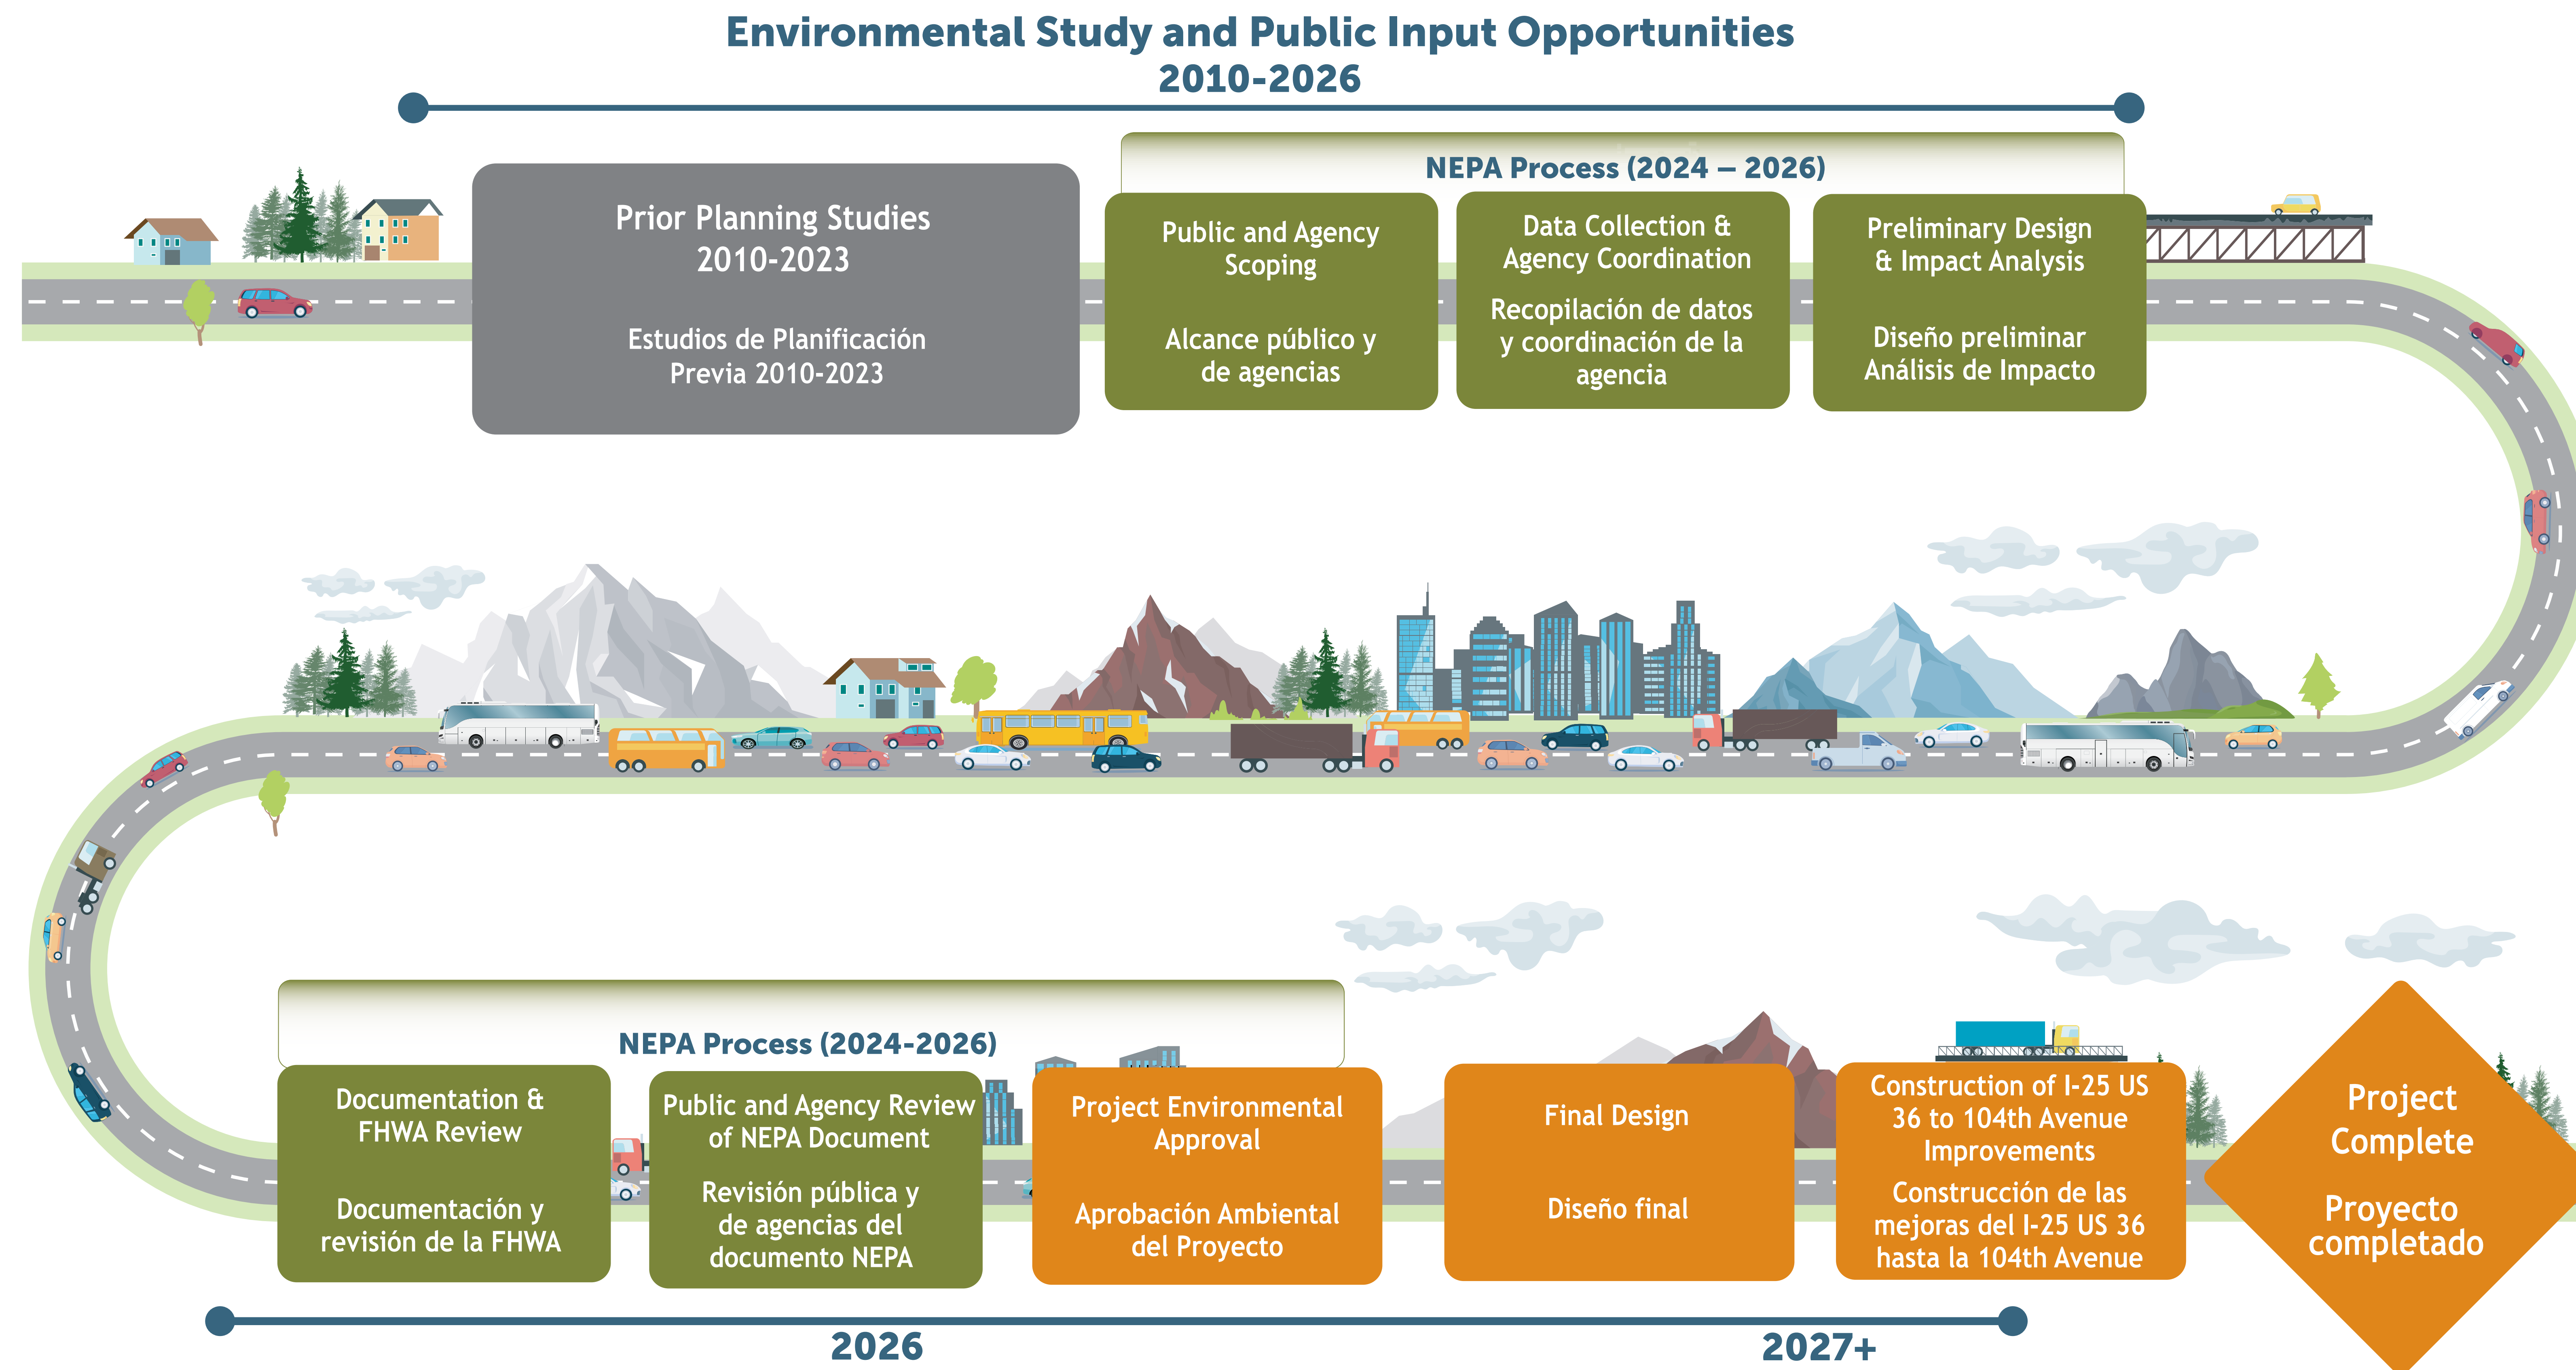 Environmental Study and Public Input Opportunities
2010-2026
Prior Planning Studies
2010-2023
Estudios de Planificación
Previa 2010-2023
NEPA Process (2024 – 2026)
Public and Agency
Scoping
Alcance público y
de agencias
Data Collection &
Agency Coordination
Recopilación de datos
y coordinación de la
agencia
Preliminary Design
& Impact Analysis
Diseño preliminar
Análisis de Impacto
NEPA Process (2024-2026)
Documentation &
FHWA Review
Documentación y
revisión de la FHWA
Public and Agency Review
of NEPA Document
Revisión pública y
de agencias del
documento NEPA
Project Environmental
Approval
Aprobación Ambiental
del Proyecto
Final Design
Diseño final
Construction of I-25 US
36 to 104th Avenue
Improvements
Construcción de las
mejoras del I-25 US 36
hasta la 104th Avenue
Project
Complete
Proyecto
completado
2026
2027+